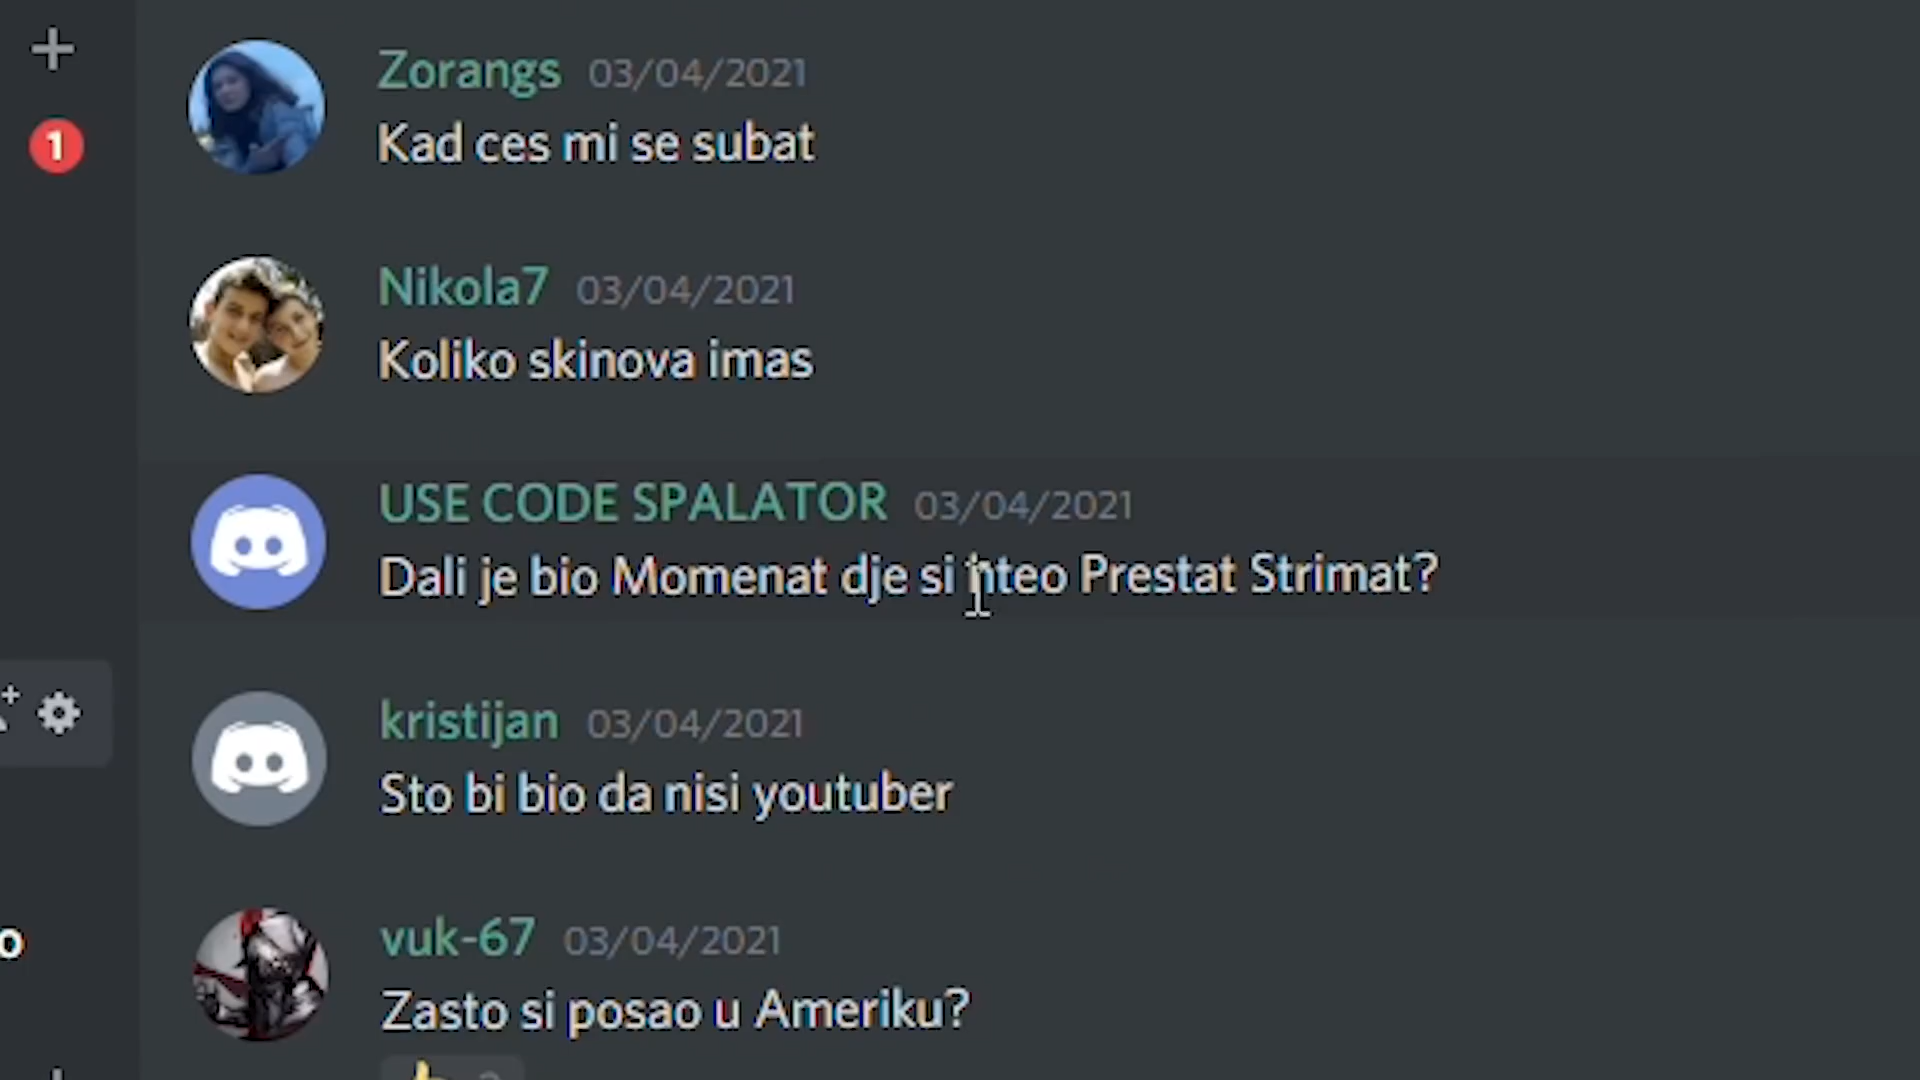 1
Zorangs 03/04/2021
Kad ces mi se subat
Nikola7 03/04/2021
Koliko skinova imas
USE CODE SPALATOR 03/04/2021
Dali je bio Momenat dje si hteo Prestat Strimat?
kristijan 03/04/2021
Sto bi bio da nisi youtuber
vuk-67 03/04/2021
Zasto si posao u Ameriku?